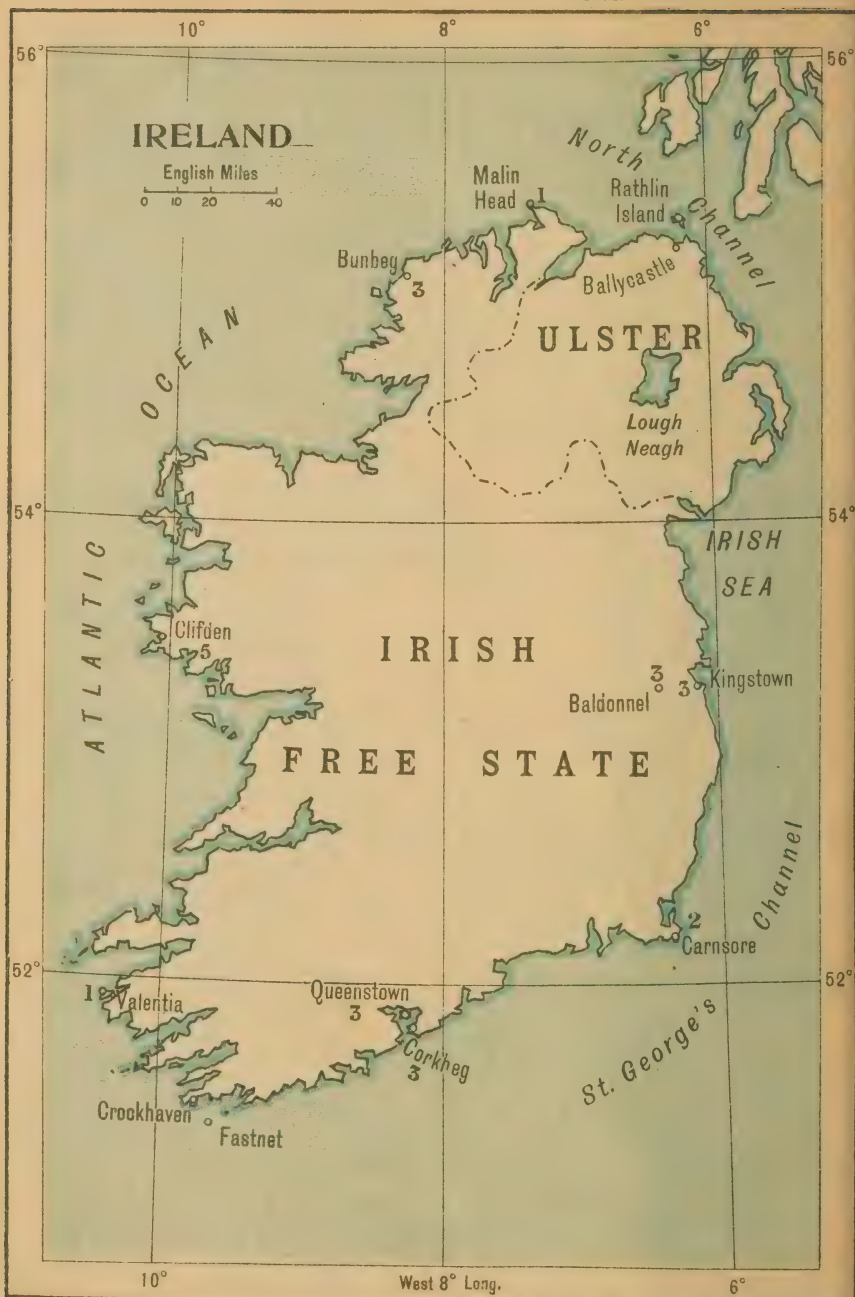 10° 8° 6°
56° 56°
IRELAND
English Miles
0 10 20 40
North
Channel
Malin
Head 1
Rathlin
Island
Bunbeg
3
Ballycastle
ULSTER
OCEAN
Lough
Neagh
54° 54°
IRISH
SEA
ATLANTIC
Clifden
5
IRISH
3
Baldonnel
3 Kingstown
FREE STATE
Channel
2
Carnsore
52° 52°
1 Valentia
Queenstown
3
Corkbeg
3
St. George's
Crockhaven
Fastnet
10° West 8° Long. 6°